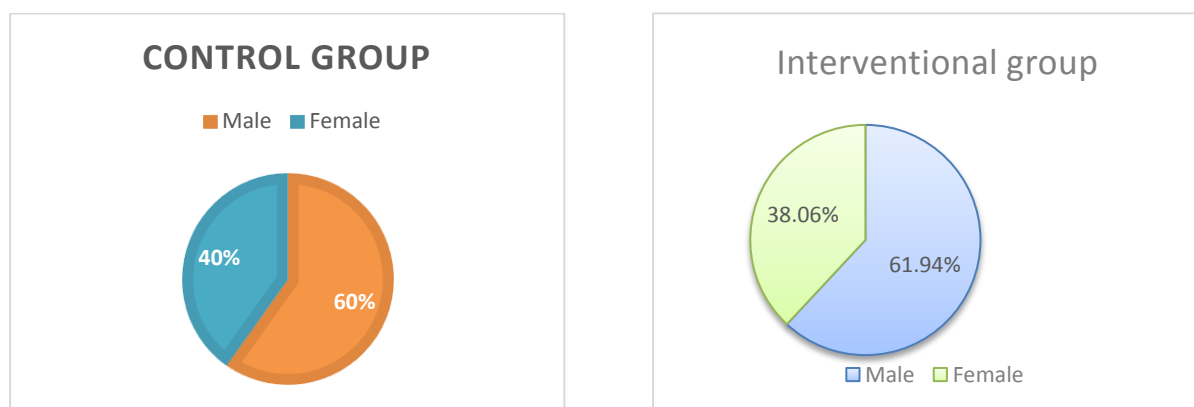 CONTROL GROUP
Male Female
40%
60%
Interventional group
38.06%
61.94%
Male Female